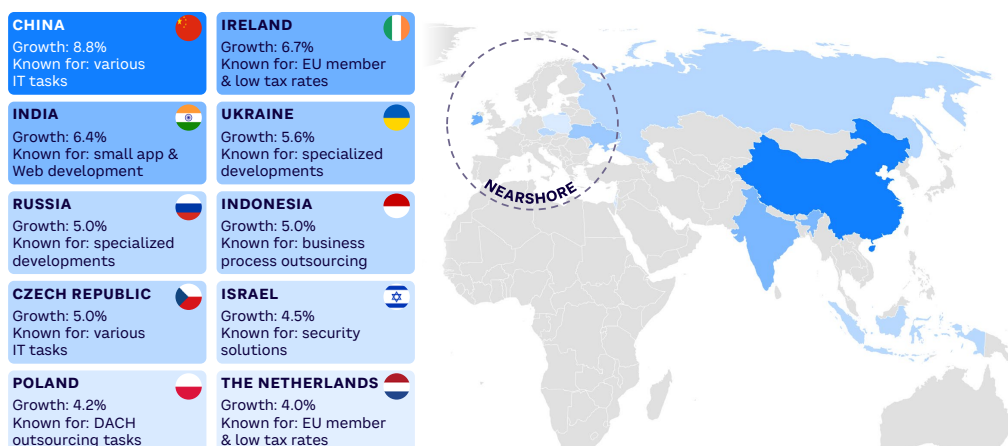 CHINA
Growth: 8.8%
Known for: various
IT tasks
IRELAND
Growth: 6.7%
Known for: EU member
& low tax rates
INDIA
Growth: 6.4%
Known for: small app &
Web development
UKRAINE
Growth: 5.6%
Known for: specialized
developments
RUSSIA
Growth: 5.0%
Known for: specialized
developments
INDONESIA
Growth: 5.0%
Known for: business
process outsourcing
CZECH REPUBLIC
Growth: 5.0%
Known for: various
IT tasks
ISRAEL
Growth: 4.5%
Known for: security
solutions
POLAND
Growth: 4.2%
Known for: DACH
outsourcing tasks
THE NETHERLANDS
Growth: 4.0%
Known for: EU member
& low tax rates
NEARSHORE